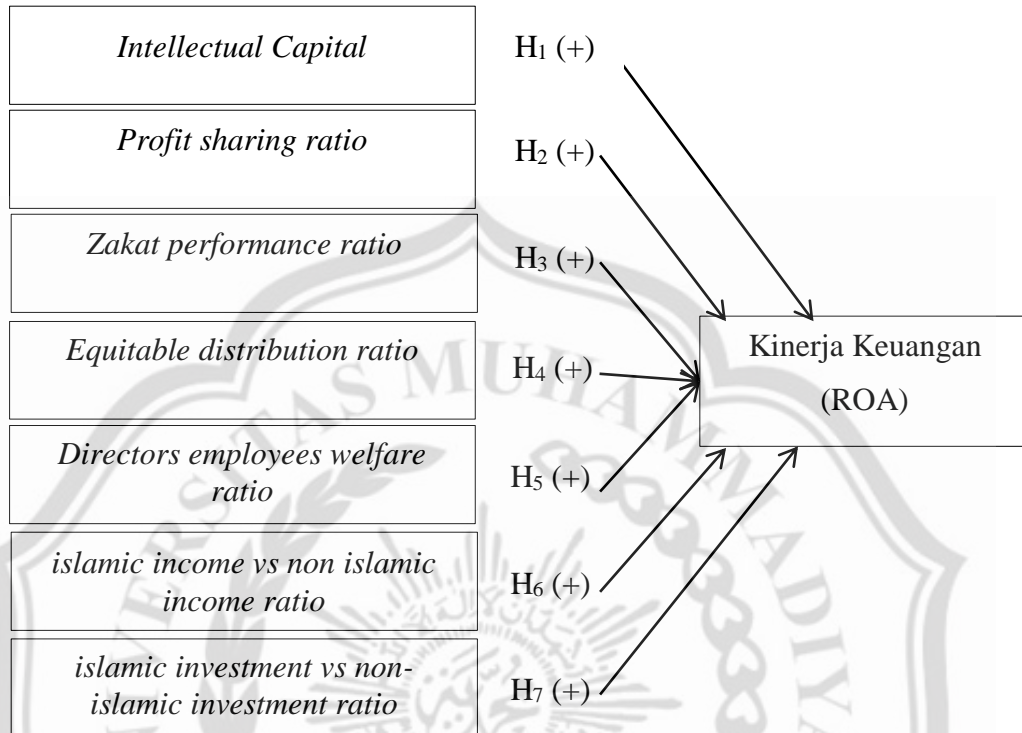 Intellectual Capital
H1 (+)
Profit sharing ratio
H2 (+)
Zakat performance ratio
H3 (+)
Equitable distribution ratio
H4 (+)
Kinerja Keuangan
(ROA)
Directors employees welfare
ratio
H5 (+)
islamic income vs non islamic
income ratio
H6 (+)
islamic investment vs non-
islamic investment ratio
H7 (+)